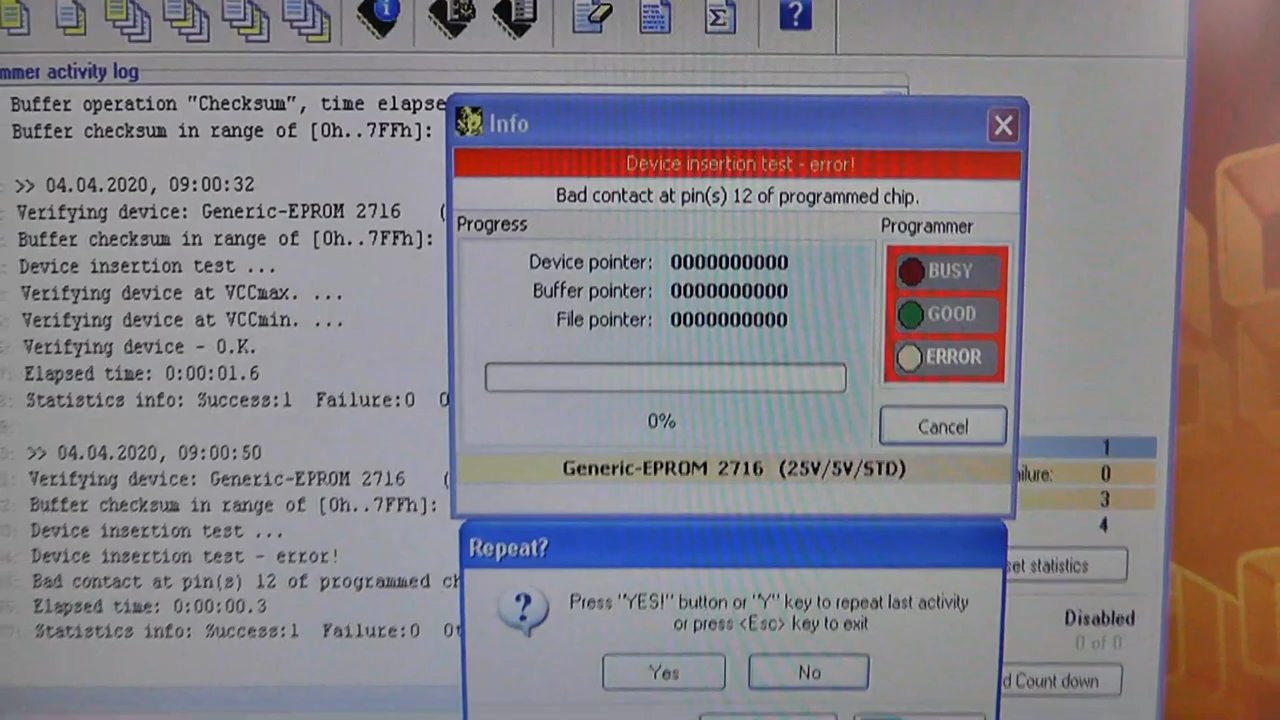 mmer activity log
Buffer operation "Checksum", time elapse
Buffer checksum in range of [0h..7FFh]:
>> 04.04.2020, 09:00:32
Verifying device: Generic-EPROM 2716 (
Buffer checksum in range of [0h..7FFh]:
Device insertion test ...
Verifying device at VCCmax. ...
Verifying device at VCCmin. ...
Verifying device - O.K.
Elapsed time: 0:00:01.6
Statistics info: Success:1 Failure:0 O
>> 04.04.2020, 09:00:50
Verifying device: Generic-EPROM 2716 (
Buffer checksum in range of [0h..7FFh]:
Device insertion test ...
Device insertion test - error!
Bad contact at pin(s) 12 of programmed ch
Elapsed time: 0:00:00.3
Statistics info: Success:1 Failure:0 Ot
Info
Device insertion test - error!
Bad contact at pin(s) 12 of programmed chip.
Progress
Programmer
Device pointer: 0000000000
Buffer pointer: 0000000000
File pointer: 0000000000
BUSY
GOOD
ERROR
0%
Cancel
Generic-EPROM 2716 (25V/5V/STD)
Repeat?
?
Press "YES!" button or "Y" key to repeat last activity
or press <Esc> key to exit
Yes
No
1
ilure: 0
3
4
set statistics
Disabled
0 of 0
d Count down
i
Σ
?